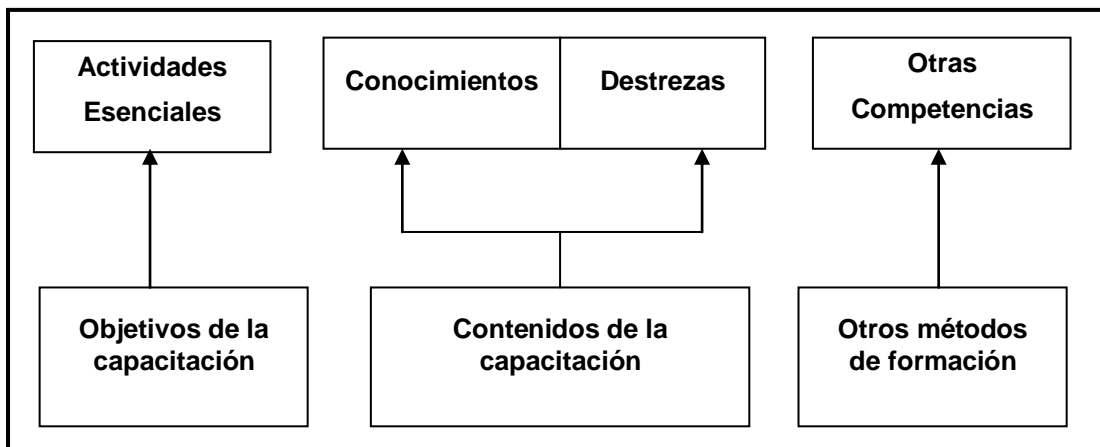 Actividades
Esenciales
Conocimientos
Destrezas
Otras
Competencias
Objetivos de la
capacitación
Contenidos de la
capacitación
Otros métodos
de formación